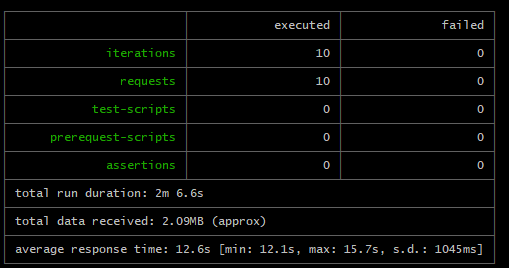 executed failed
iterations 10 0
requests 10 0
test-scripts 0 0
prerequest-scripts 0 0
assertions 0 0
total run duration: 2m 6.6s
total data received: 2.09MB (approx)
average response time: 12.6s [min: 12.1s, max: 15.7s, s.d.: 1045ms]